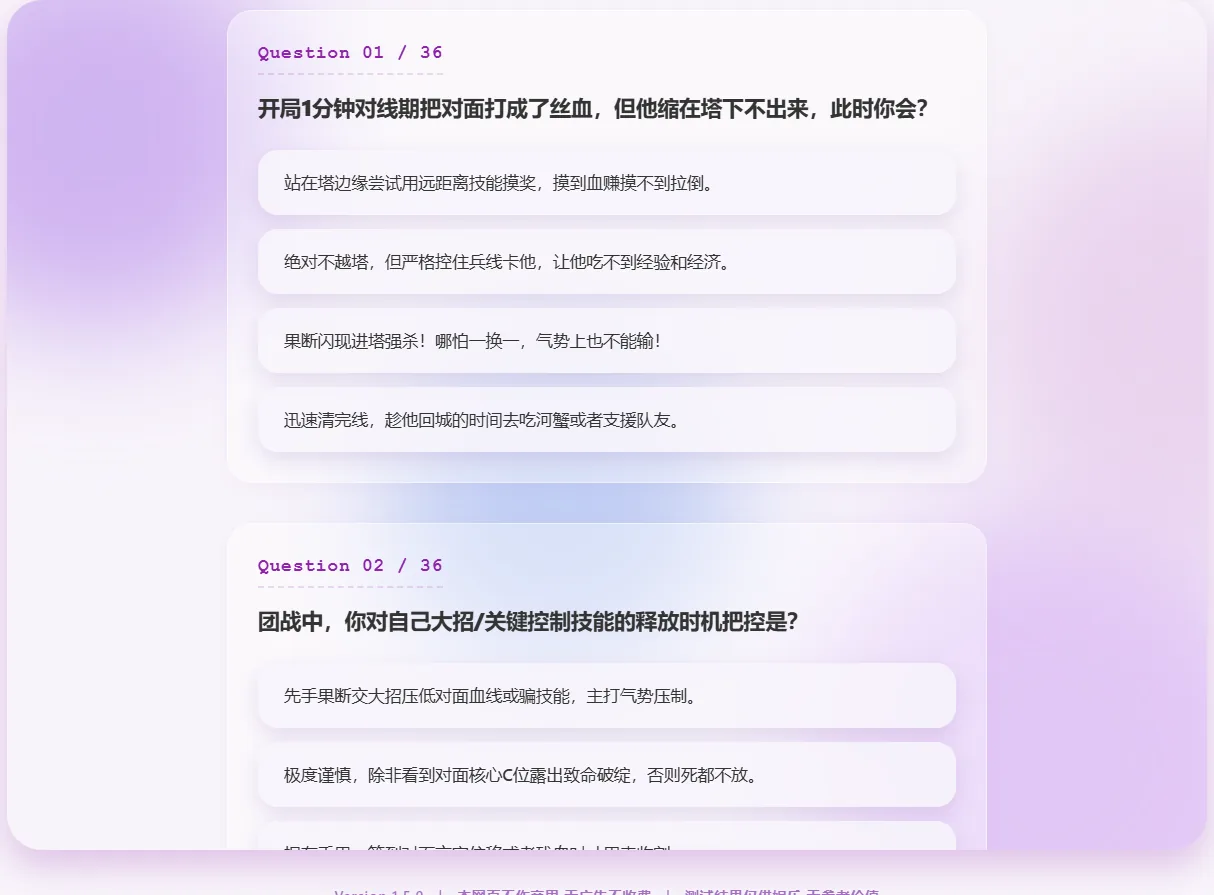 Question 01 / 36
开局1分钟对线期把对面打成了丝血，但他缩在塔下不出来，此时你会？
站在塔边缘尝试用远距离技能摸奖，摸到血赚摸不到拉倒。
绝对不越塔，但严格控住兵线卡他，让他吃不到经验和经济。
果断闪现进塔强杀！哪怕一换一，气势上也不能输！
迅速清完线，趁他回城的时间去吃河蟹或者支援队友。
Question 02 / 36
团战中，你对自己大招/关键控制技能的释放时机把控是？
先手果断交大招压低对面血线或骗技能，主打气势压制。
极度谨慎，除非看到对面核心C位露出致命破绽，否则死都不放。